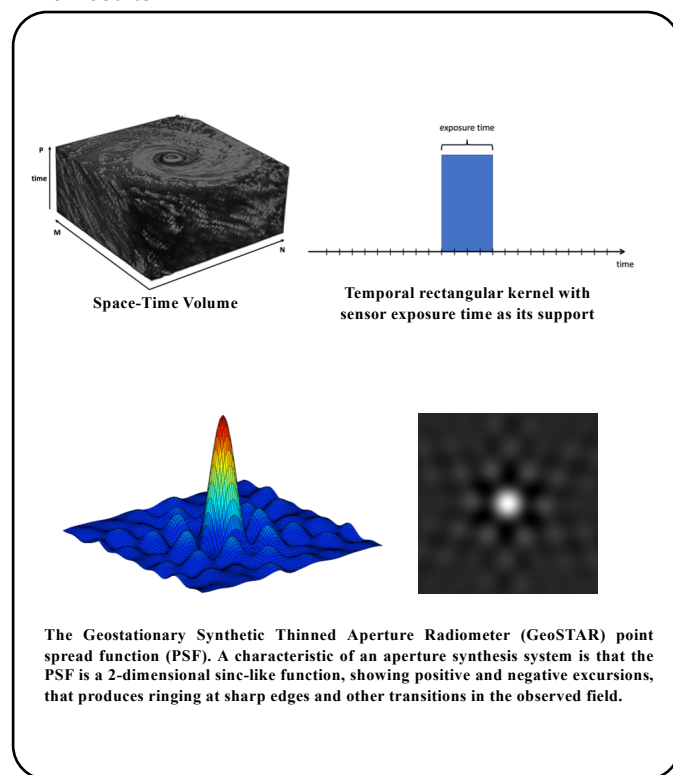 exposure time
P
time
M
N
time
Space-Time Volume
Temporal rectangular kernel with
sensor exposure time as its support
The Geostationary Synthetic Thinned Aperture Radiometer (GeoSTAR) point
spread function (PSF). A characteristic of an aperture synthesis system is that the
PSF is a 2-dimensional sinc-like function, showing positive and negative excursions,
that produces ringing at sharp edges and other transitions in the observed field.